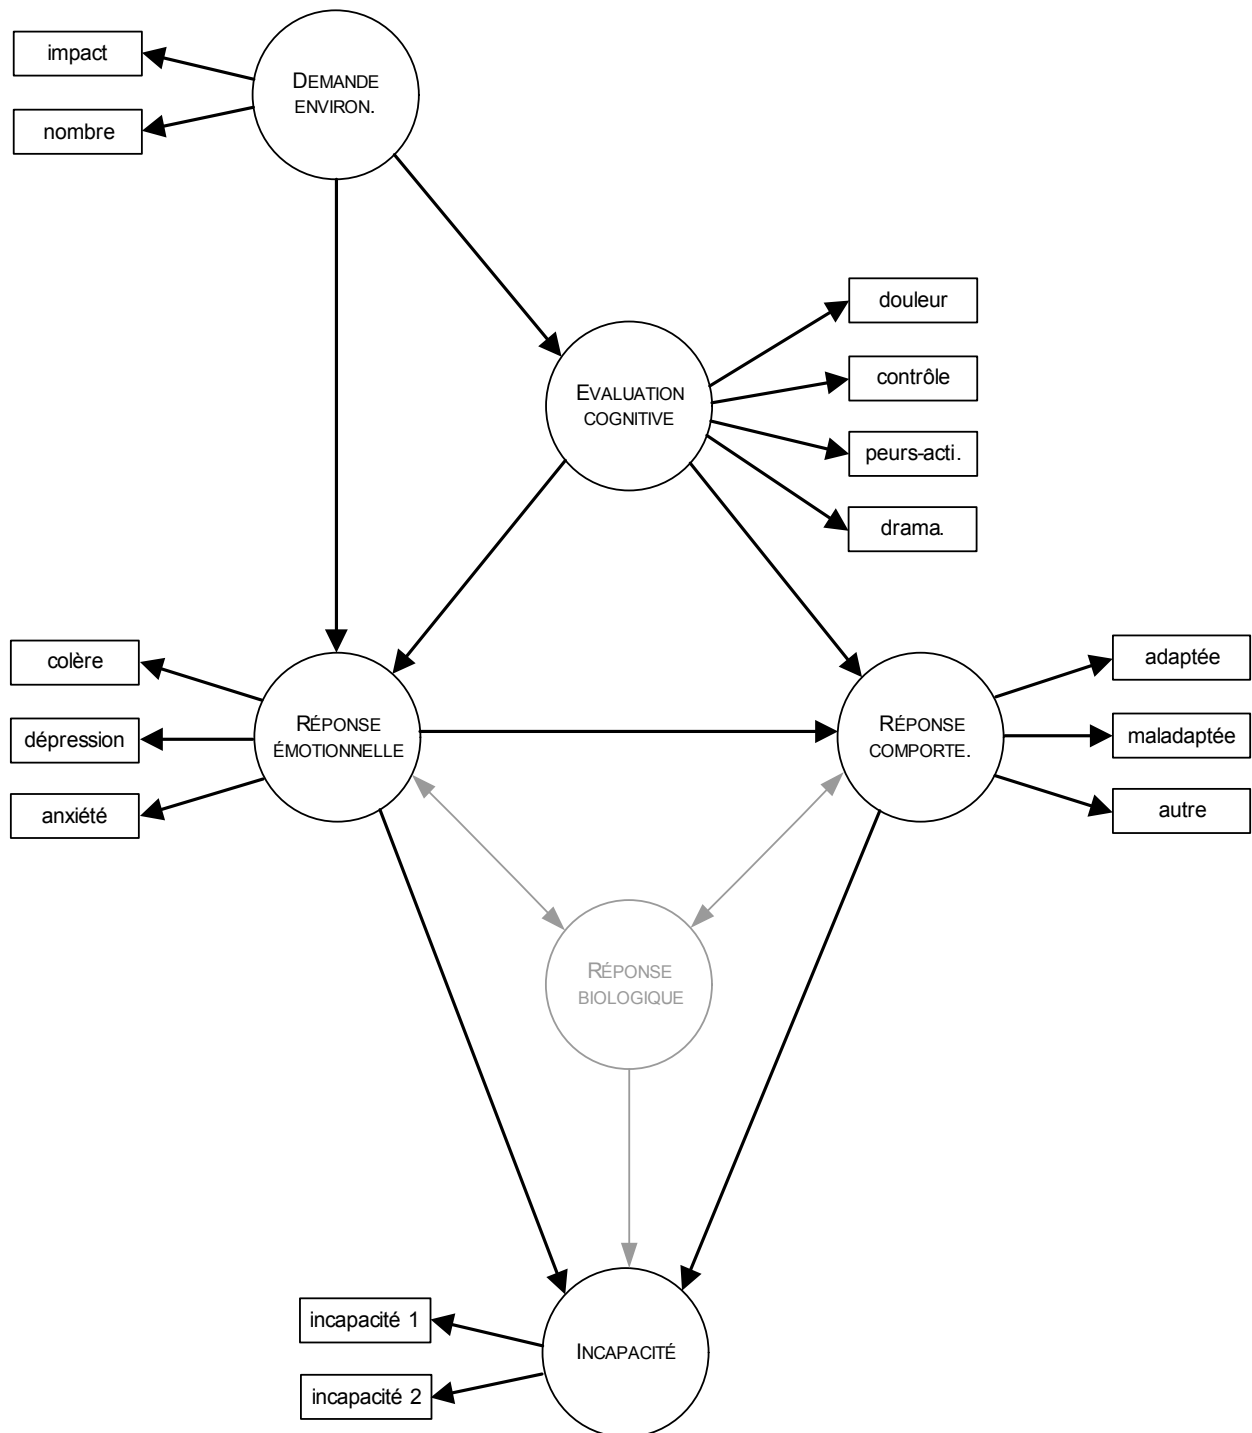 impact
nombre
DEMANDE
ENVIRON.
douleur
contrôle
peurs-acti.
drama.
EVALUATION
COGNITIVE
colère
dépression
anxiété
RÉPONSE
ÉMOTIONNELLE
RÉPONSE
COMPORTE.
adaptée
maladaptée
autre
RÉPONSE
BIOLOGIQUE
incapacité 1
incapacité 2
INCAPACITÉ